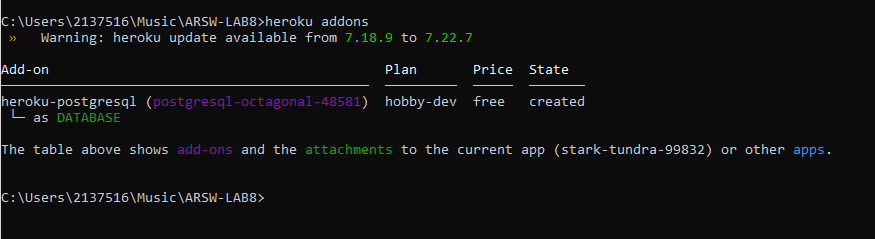 C:\Users\2137516\Music\ARSW-LAB8>heroku addons
» Warning: heroku update available from 7.18.9 to 7.22.7
Add-on Plan Price State
heroku-postgresql (postgresql-octagonal-48581) hobby-dev free created
└─ as DATABASE
The table above shows add-ons and the attachments to the current app (stark-tundra-99832) or other apps.
C:\Users\2137516\Music\ARSW-LAB8>